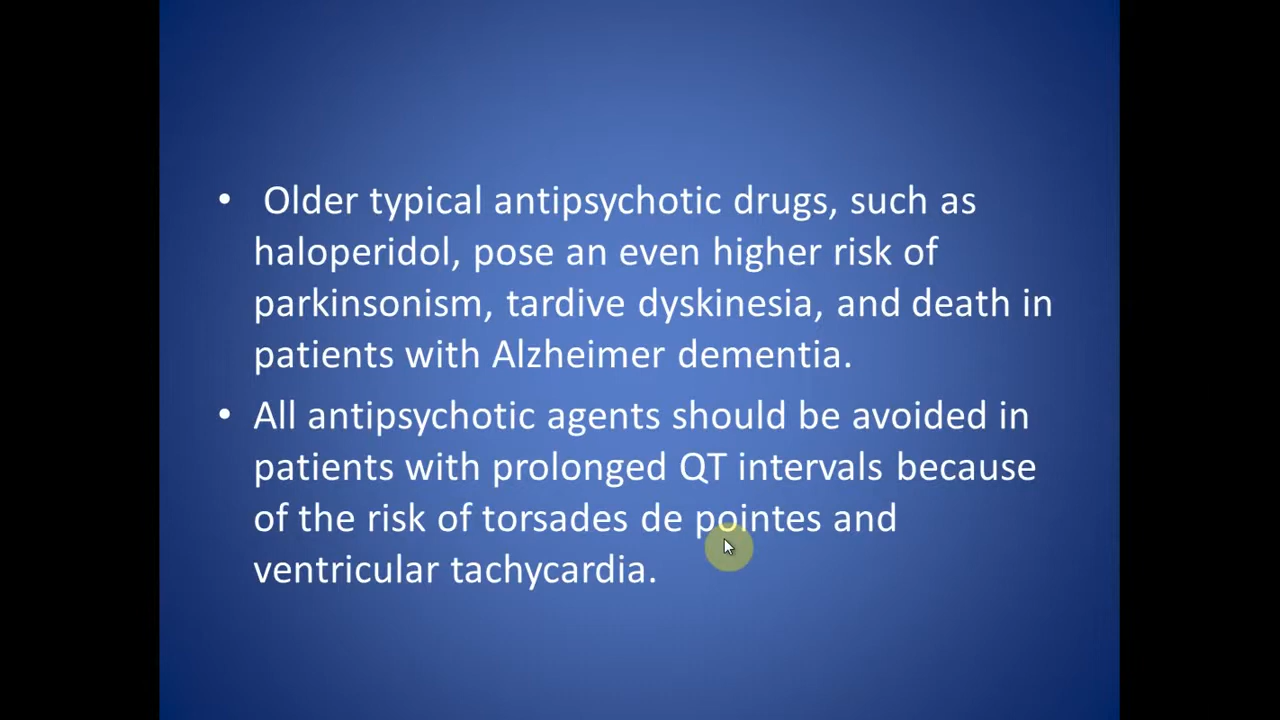 • Older typical antipsychotic drugs, such as
haloperidol, pose an even higher risk of
parkinsonism, tardive dyskinesia, and death in
patients with Alzheimer dementia.
• All antipsychotic agents should be avoided in
patients with prolonged QT intervals because
of the risk of torsades de pointes and
ventricular tachycardia.